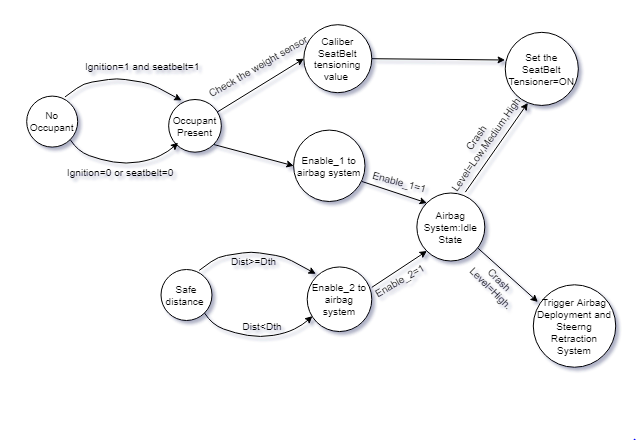 Caliber
SeatBelt
tensioning
value
Set the
SeatBelt
Tensioner=ON
Check the weight sensor
Ignition=1 and seatbelt=1
No
Occupant
Occupant
Present
Ignition=0 or seatbelt=0
Enable_1 to
airbag system
Enable_1=1
Crash
Level=Low,Medium,High
Airbag
System:Idle
State
Dist>=Dth
Safe
distance
Enable_2 to
airbag
system
Enable_2=1
Dist<Dth
Crash
Level=High.
Trigger Airbag
Deployment and
Steerng
Retraction
System